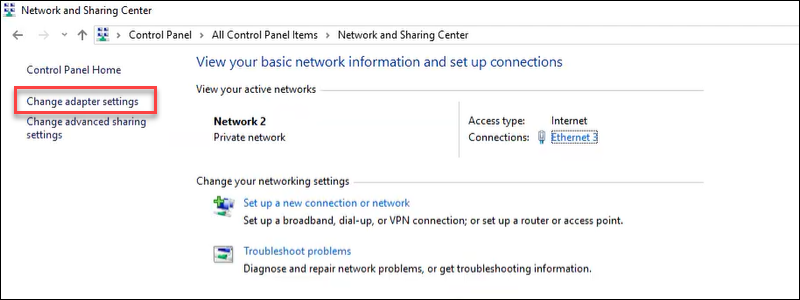 Network and Sharing Center
Control Panel > All Control Panel Items > Network and Sharing Center
Control Panel Home
Change adapter settings
Change advanced sharing
settings
View your basic network information and set up connections
View your active networks
Network 2
Private network
Access type: Internet
Connections: Ethernet 3
Change your networking settings
Set up a new connection or network
Set up a broadband, dial-up, or VPN connection; or set up a router or access point.
Troubleshoot problems
Diagnose and repair network problems, or get troubleshooting information.